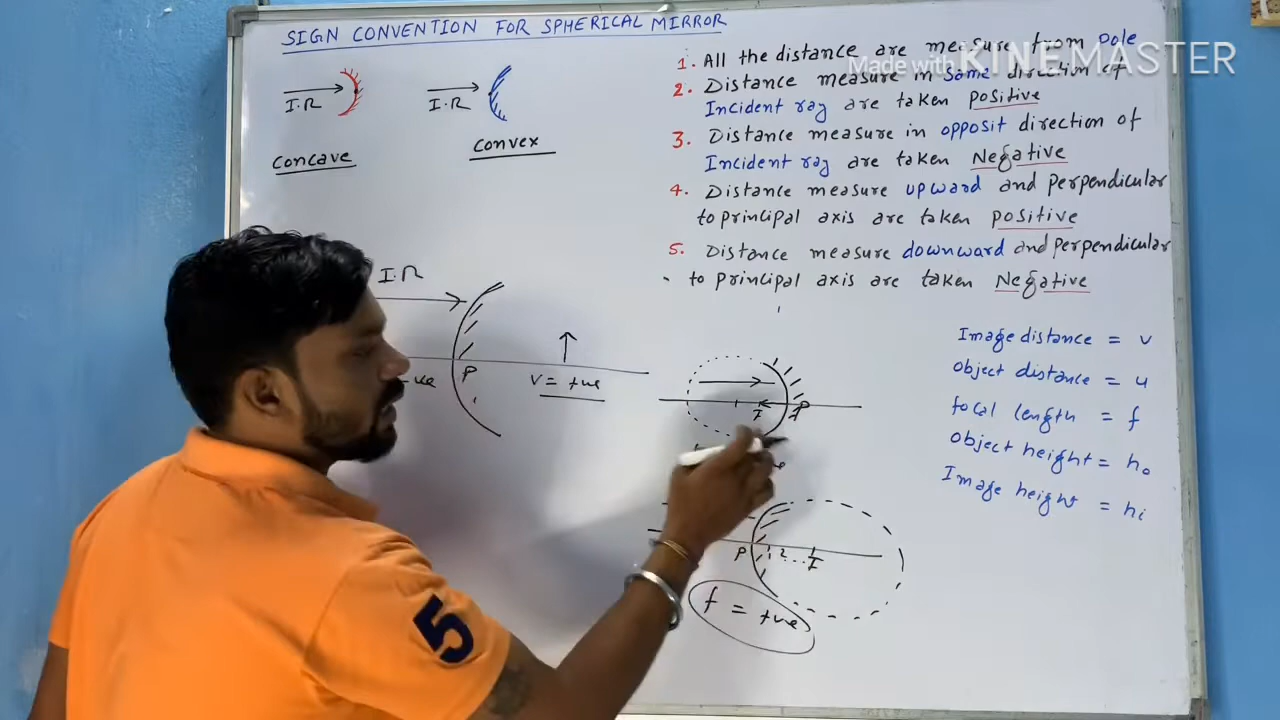 SIGN CONVENTION FOR SPHERICAL MIRROR
I.R
I.R
Concave
Convex
1. All the distance are measure from Pole
Made with KINEMASTER
2. Distance measure in Same direction of
Incident ray are taken positive
3. Distance measure in opposit direction of
Incident ray are taken Negative
4. Distance measure upward and perpendicular
to principal axis are taken positive
5. Distance measure downward and perpendicular
to principal axis are taken Negative
I.R
-ve
P
V = +ve
F
P
P
1 2 ...
F
f = +ve
Image distance = v
Object distance = u
focal length = f
Object height = ho
Image height = hi
5